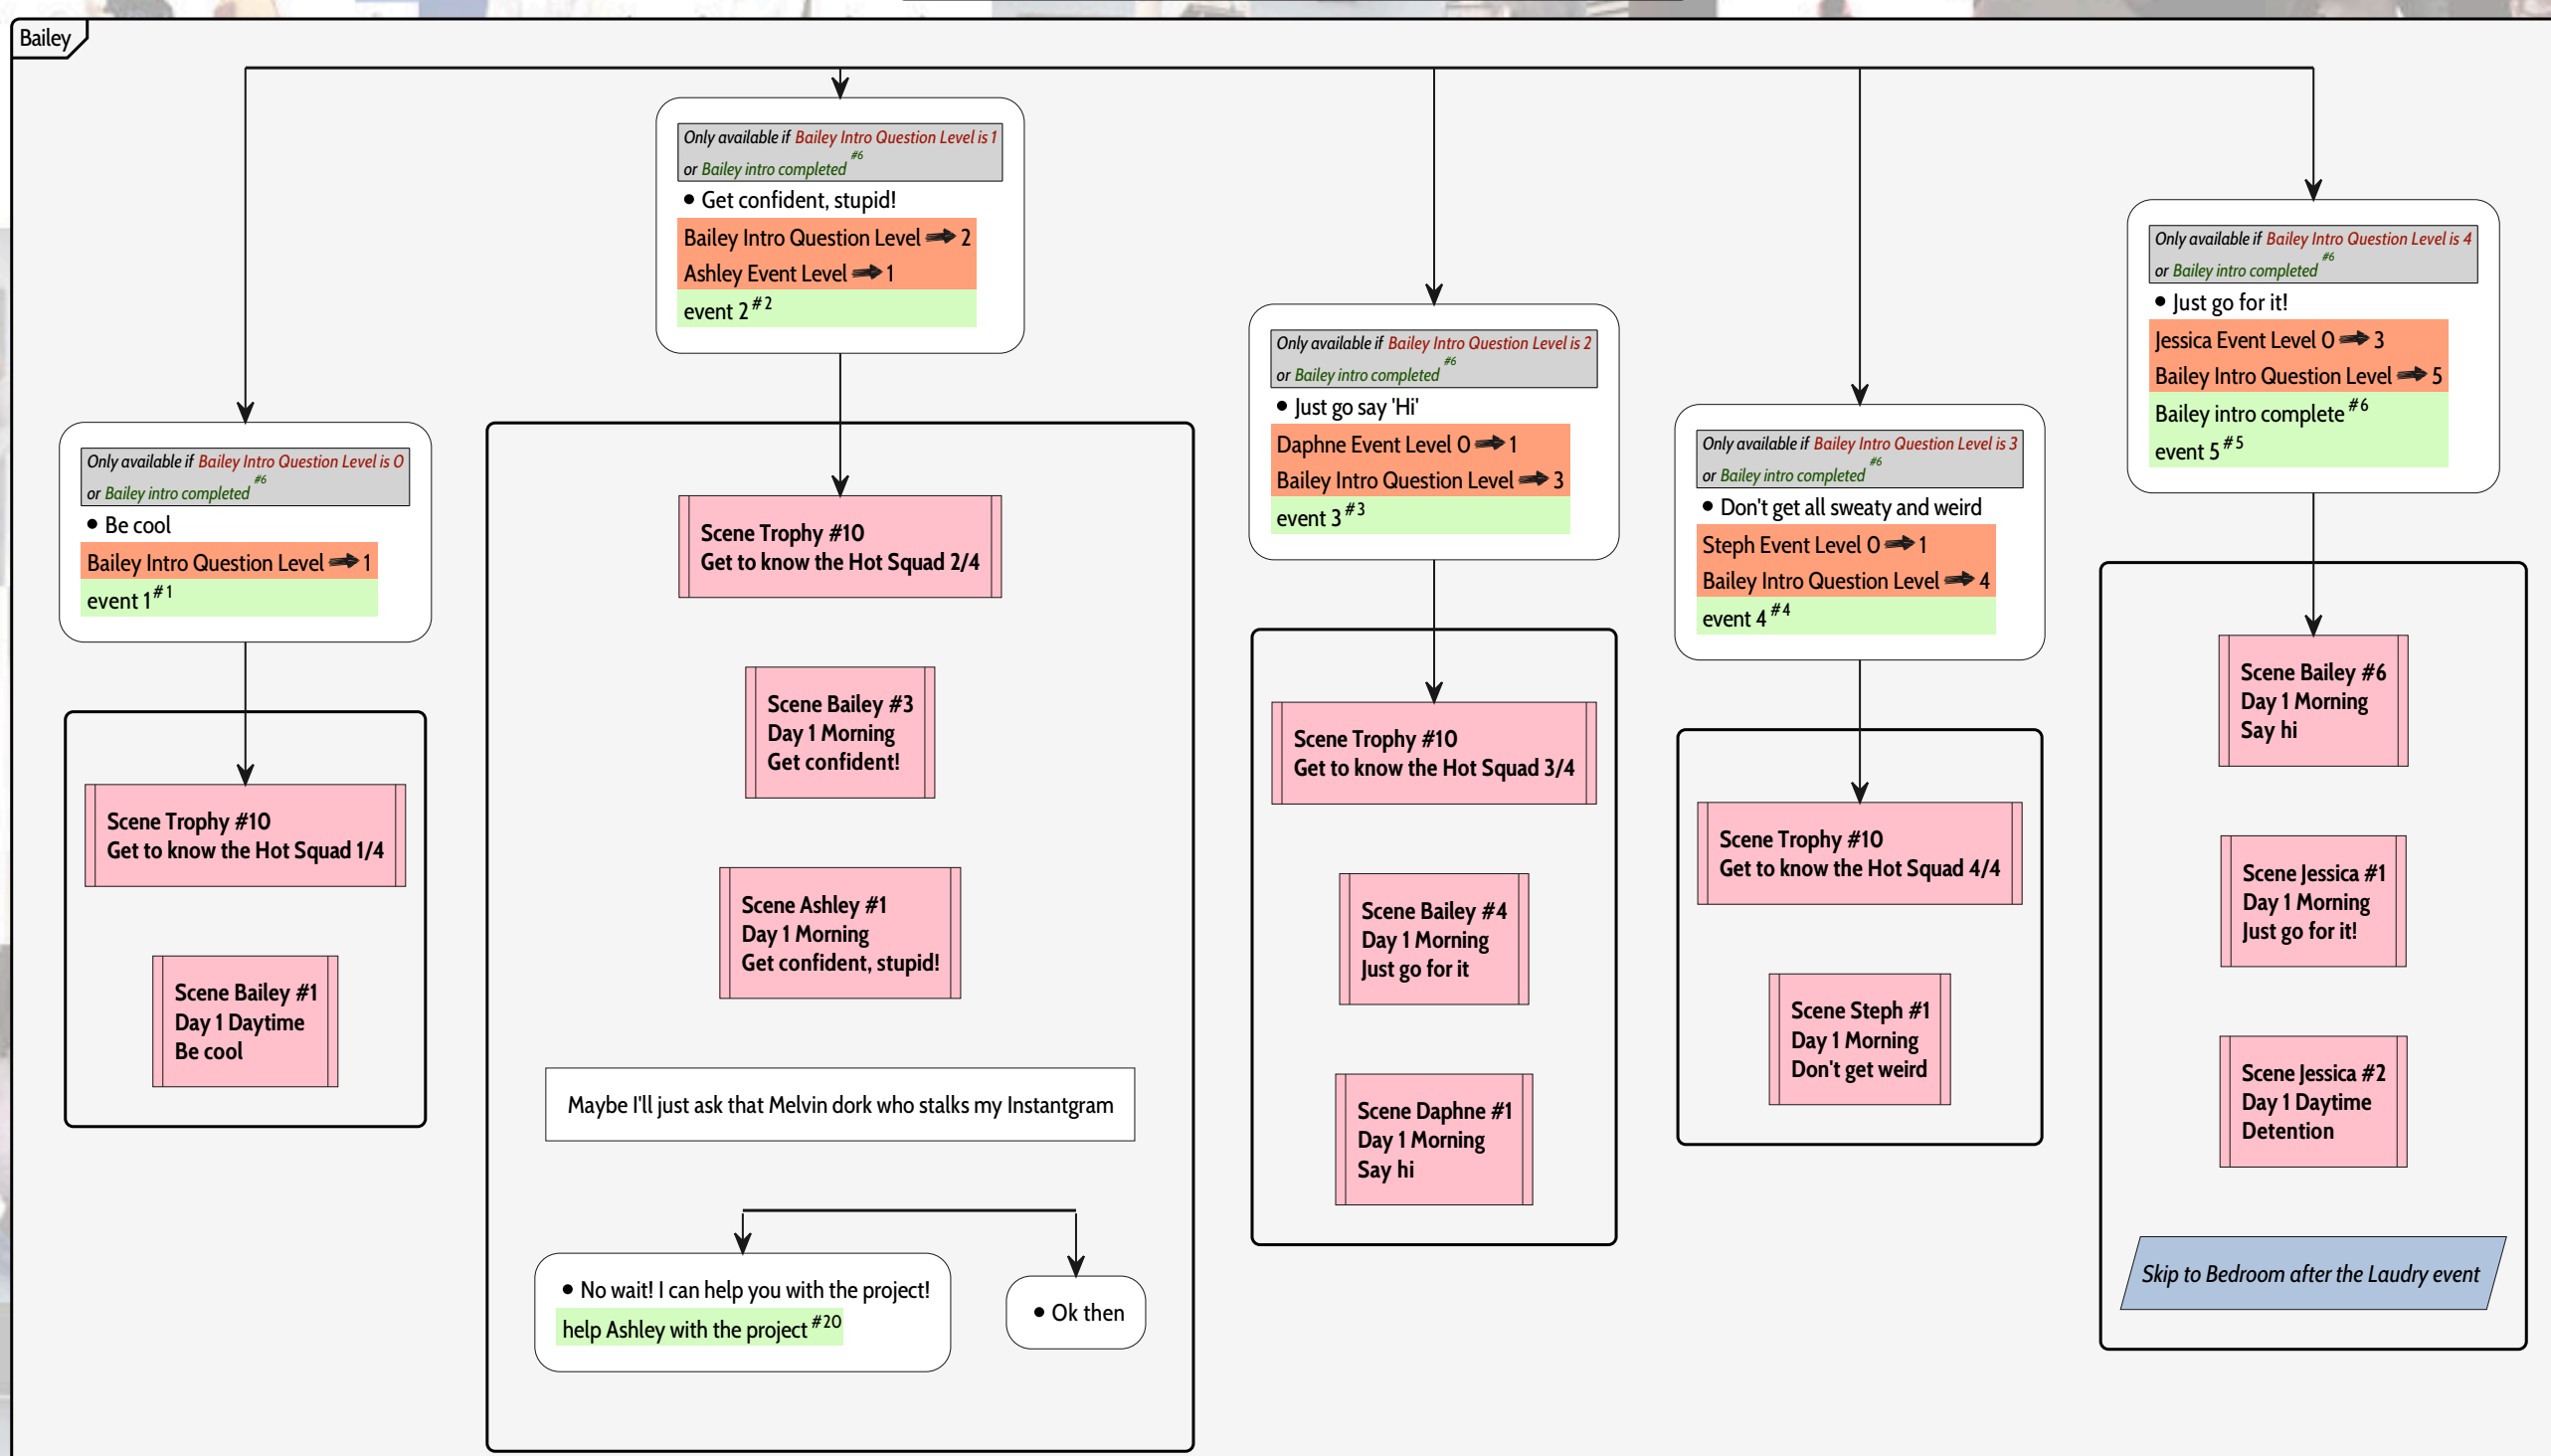 Bailey
Only available if Bailey Intro Question Level is 0
or Bailey intro completed #6
• Be cool
Bailey Intro Question Level ➡ 1
event 1 #1
Scene Trophy #10
Get to know the Hot Squad 1/4
Scene Bailey #1
Day 1 Daytime
Be cool
Only available if Bailey Intro Question Level is 1
or Bailey intro completed #6
• Get confident, stupid!
Bailey Intro Question Level ➡ 2
Ashley Event Level ➡ 1
event 2 #2
Scene Trophy #10
Get to know the Hot Squad 2/4
Scene Bailey #3
Day 1 Morning
Get confident!
Scene Ashley #1
Day 1 Morning
Get confident, stupid!
Maybe I'll just ask that Melvin dork who stalks my Instantgram
• No wait! I can help you with the project!
help Ashley with the project #20
• Ok then
Only available if Bailey Intro Question Level is 2
or Bailey intro completed #6
• Just go say 'Hi'
Daphne Event Level 0 ➡ 1
Bailey Intro Question Level ➡ 3
event 3 #3
Scene Trophy #10
Get to know the Hot Squad 3/4
Scene Bailey #4
Day 1 Morning
Just go for it
Scene Daphne #1
Day 1 Morning
Say hi
Only available if Bailey Intro Question Level is 3
or Bailey intro completed #6
• Don't get all sweaty and weird
Steph Event Level 0 ➡ 1
Bailey Intro Question Level ➡ 4
event 4 #4
Scene Trophy #10
Get to know the Hot Squad 4/4
Scene Steph #1
Day 1 Morning
Don't get weird
Only available if Bailey Intro Question Level is 4
or Bailey intro completed #6
• Just go for it!
Jessica Event Level 0 ➡ 3
Bailey Intro Question Level ➡ 5
Bailey intro complete #6
event 5 #5
Scene Bailey #6
Day 1 Morning
Say hi
Scene Jessica #1
Day 1 Morning
Just go for it!
Scene Jessica #2
Day 1 Daytime
Detention
Skip to Bedroom after the Laudry event